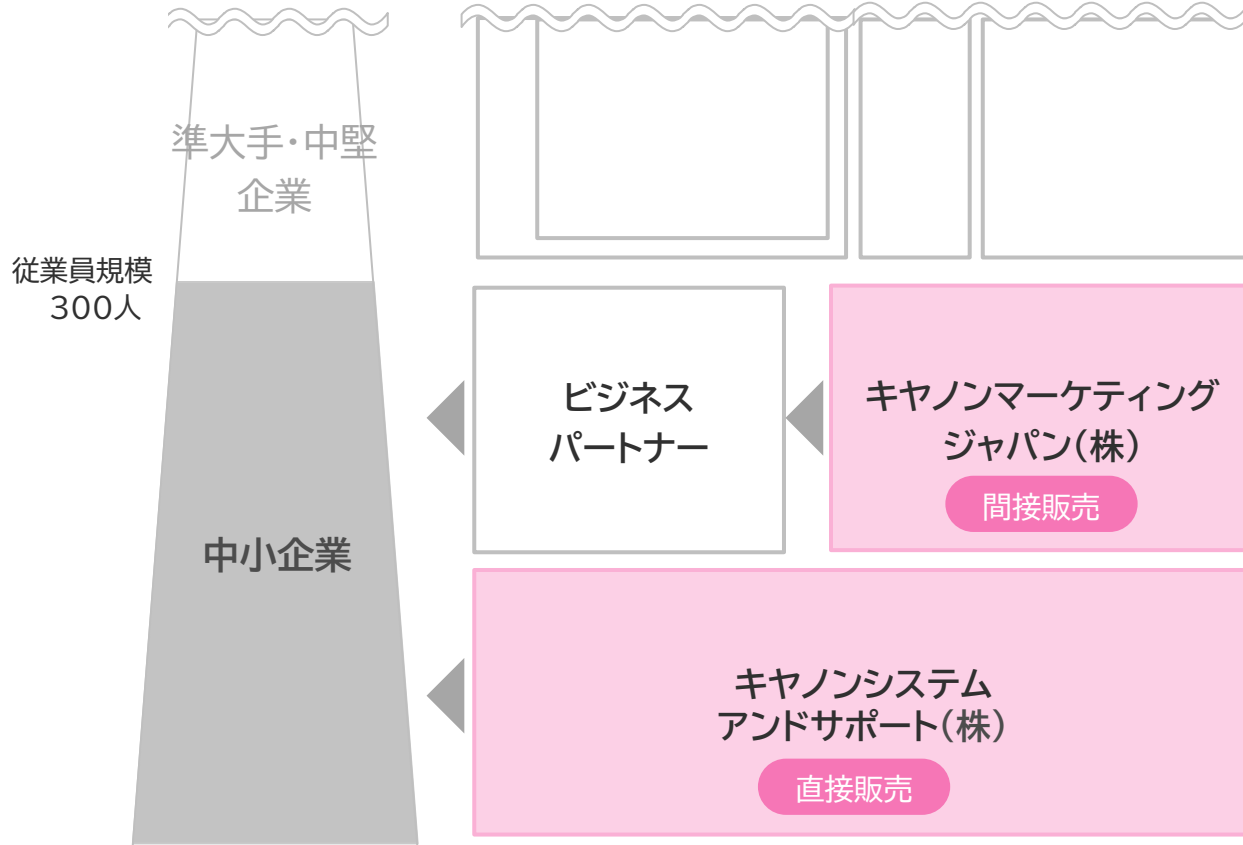 準大手・中堅
企業
従業員規模
300人
ビジネス
パートナー
キヤノンマーケティング
ジャパン(株)
間接販売
中小企業
キヤノンシステム
アンドサポート(株)
直接販売